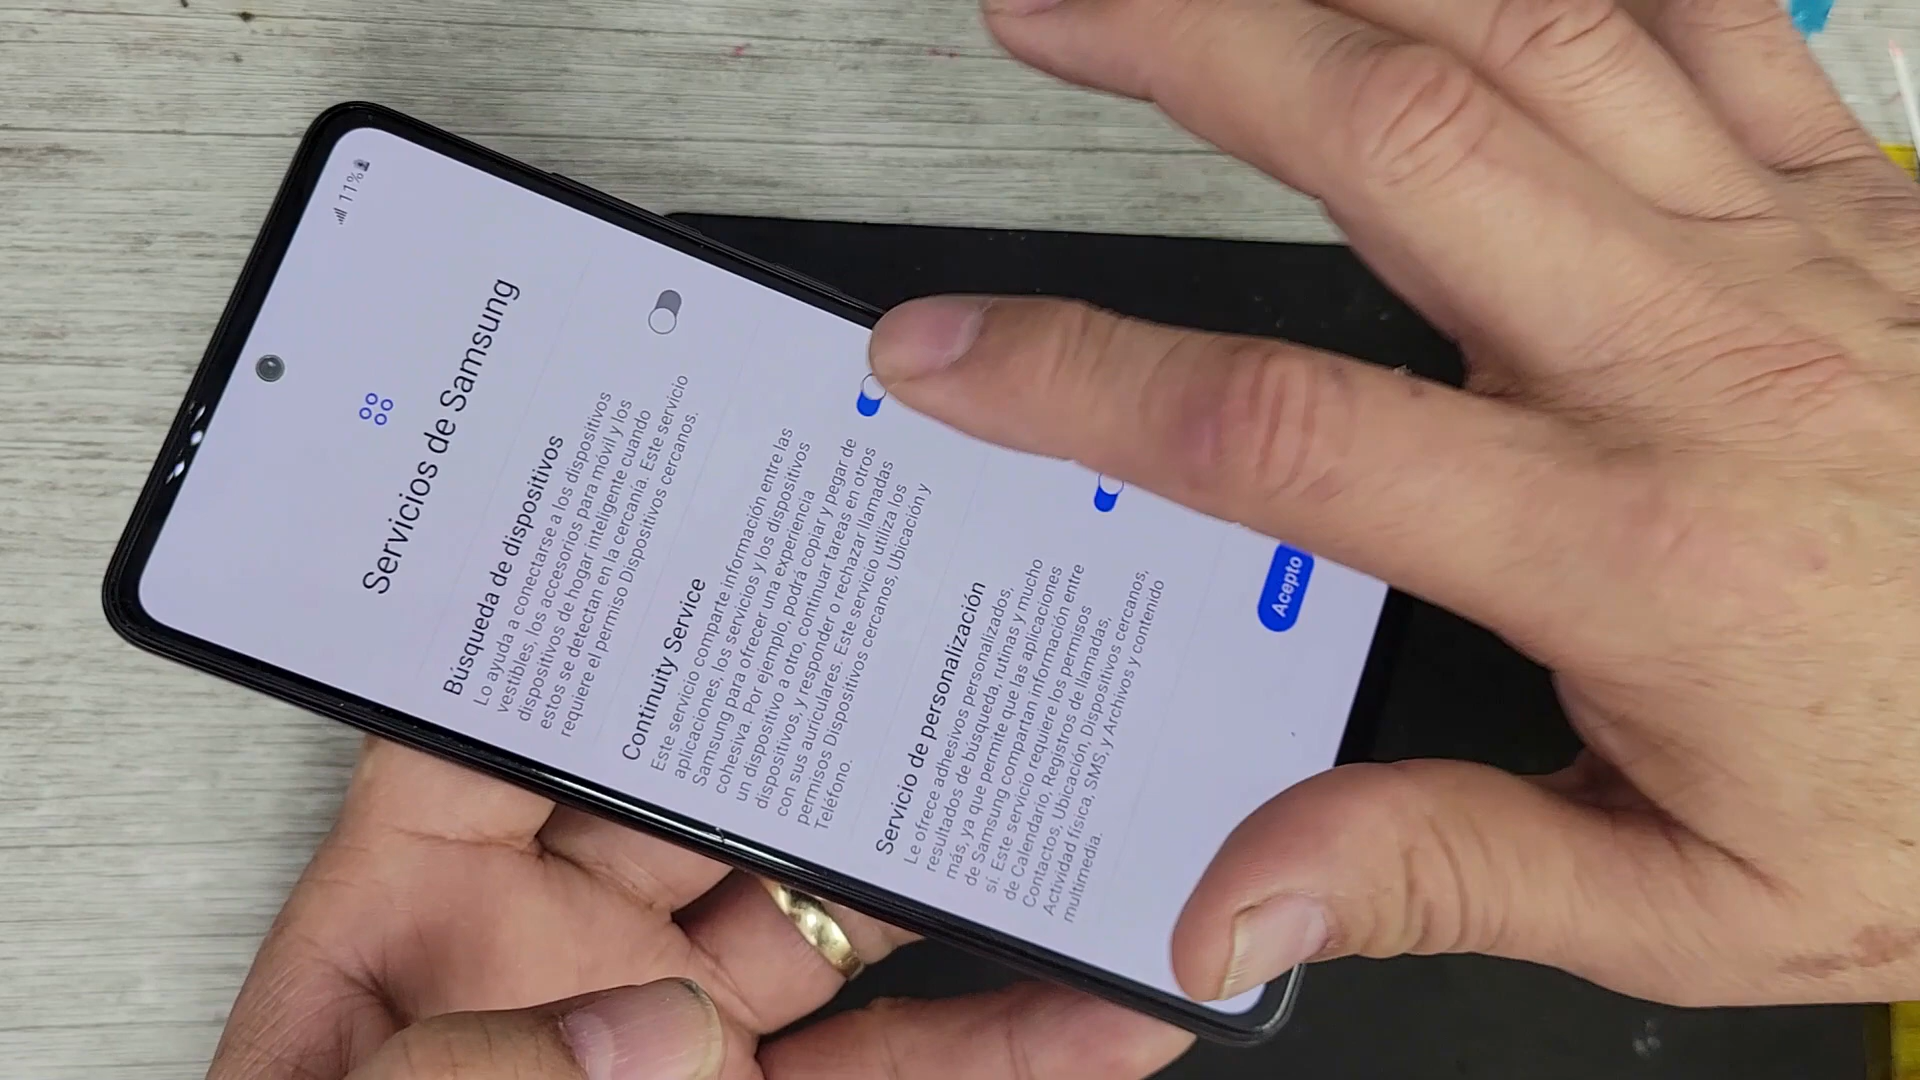 11%
Servicios de Samsung
Búsqueda de dispositivos
Lo ayuda a conectarse a los dispositivos
vestibles, los accesorios para móvil y los
dispositivos de hogar inteligente cuando
estos se detectan en la cercanía. Este servicio
requiere el permiso Dispositivos cercanos.
Continuity Service
Este servicio comparte información entre las
aplicaciones, los servicios y los dispositivos
Samsung para ofrecer una experiencia
cohesiva. Por ejemplo, podrá copiar y pegar de
un dispositivo a otro, continuar tareas en otros
dispositivos, y responder o rechazar llamadas
con sus auriculares. Este servicio utiliza los
permisos Dispositivos cercanos, Ubicación y
Teléfono.
Servicio de personalización
Le ofrece adhesivos personalizados,
resultados de búsqueda, rutinas y mucho
más, ya que permite que las aplicaciones
de Samsung compartan información entre
sí. Este servicio requiere los permisos
de Calendario, Registros de llamadas,
Contactos, Ubicación, Dispositivos cercanos,
Actividad física, SMS, y Archivos y contenido
multimedia.
Acepto